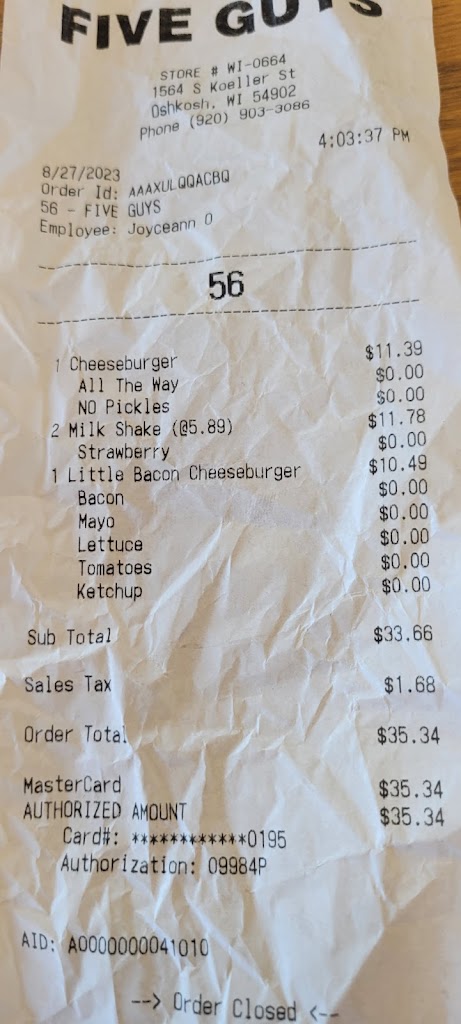 FIVE GUYS
STORE # WI-0664
1564 S Koeller St
Oshkosh, WI 54902
Phone (920) 903-3086
4:03:37 PM
8/27/2023
Order Id: AAAXULQQACBQ
56 - FIVE GUYS
Employee: Joyceann O
56
1 Cheeseburger $11.39
All The Way $0.00
NO Pickles $0.00
2 Milk Shake (@5.89) $11.78
Strawberry $0.00
1 Little Bacon Cheeseburger $10.49
Bacon $0.00
Mayo $0.00
Lettuce $0.00
Tomatoes $0.00
Ketchup $0.00
Sub Total $33.66
Sales Tax $1.68
Order Total $35.34
MasterCard $35.34
AUTHORIZED AMOUNT $35.34
Card#: ************0195
Authorization: 09984P
AID: A0000000041010
--> Order Closed <--